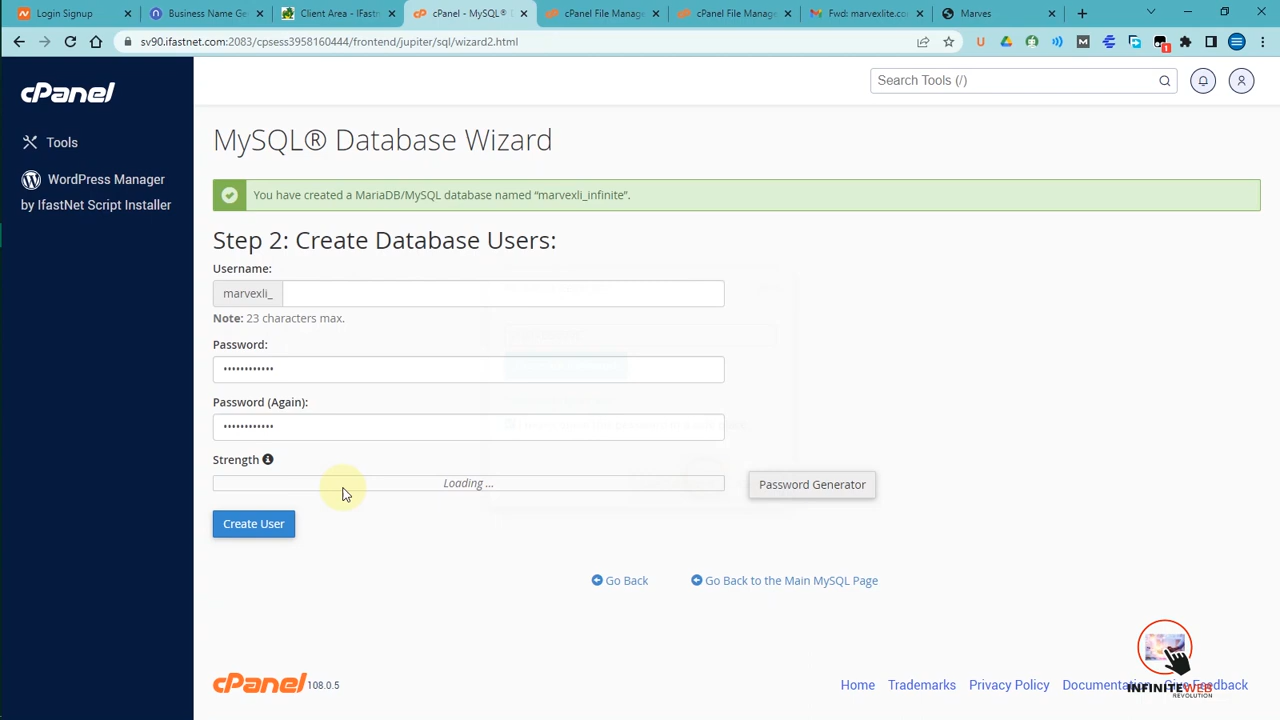 Login Signup
Business Name Ge
Client Area - IFastn
cPanel - MySQL® D
cPanel File Manage
cPanel File Manage
Fwd: marvexlite.co
Marves
sv90.ifastnet.com:2083/cpsess3958160444/frontend/jupiter/sql/wizard2.html
cPanel
Search Tools (/)
Tools
WordPress Manager
by IfastNet Script Installer
MySQL® Database Wizard
You have created a MariaDB/MySQL database named “marvexli_infinite”.
Step 2: Create Database Users:
Username:
marvexli_
Note: 23 characters max.
Password:
••••••••••••
Password (Again):
••••••••••••
Strength
Loading ...
Password Generator
Create User
Go Back
Go Back to the Main MySQL Page
cPanel 108.0.5
Home Trademarks Privacy Policy Documentation Give Feedback
INFINITEWEB
REVOLUTION